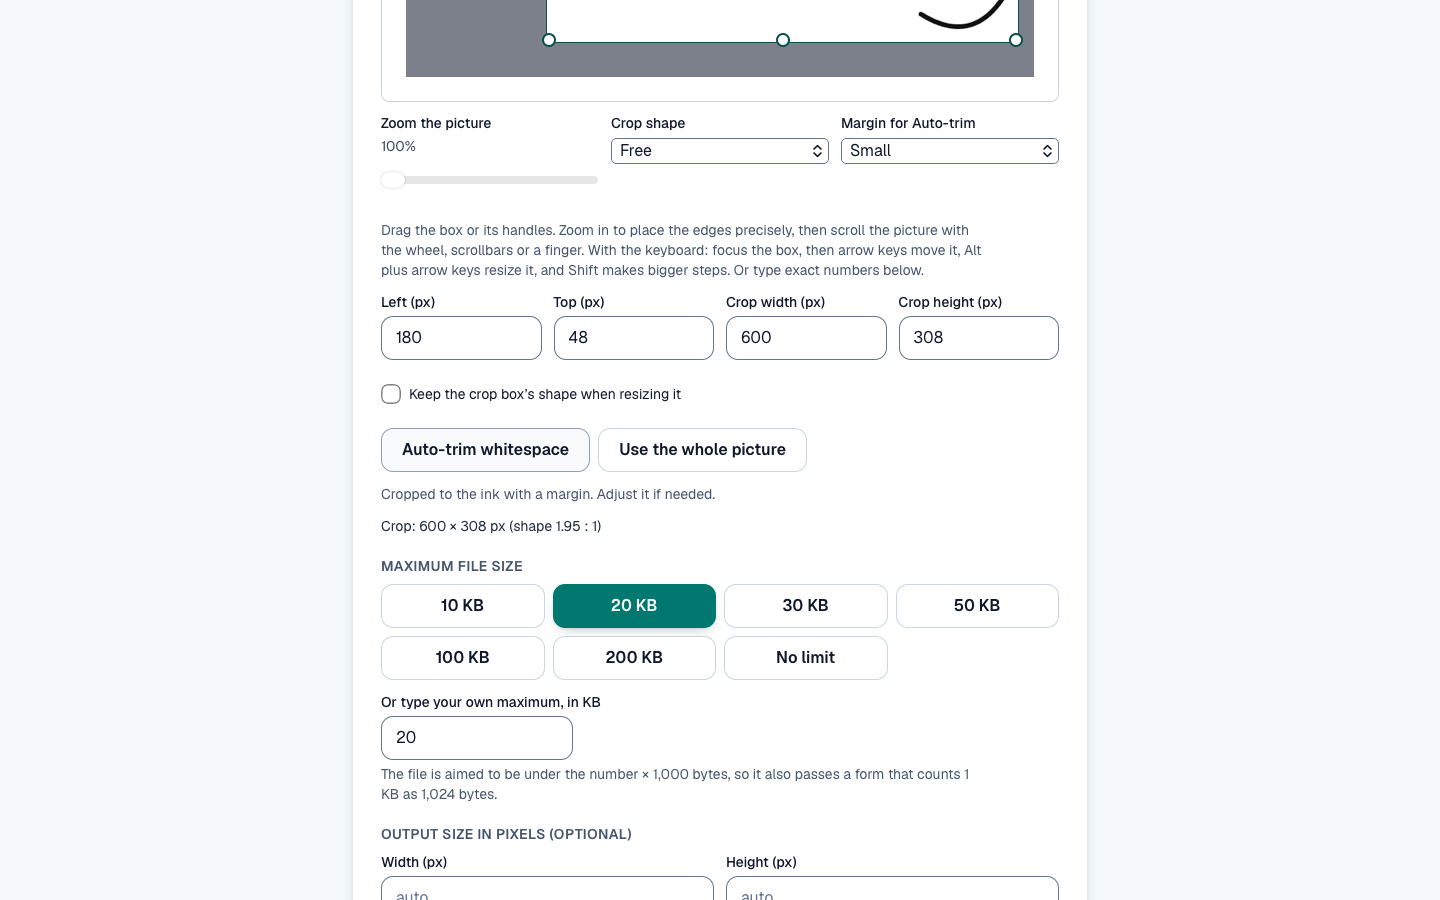 Zoom the picture
100%
Crop shape
Free
Margin for Auto-trim
Small
Drag the box or its handles. Zoom in to place the edges precisely, then scroll the picture with
the wheel, scrollbars or a finger. With the keyboard: focus the box, then arrow keys move it, Alt
plus arrow keys resize it, and Shift makes bigger steps. Or type exact numbers below.
Left (px)
180
Top (px)
48
Crop width (px)
600
Crop height (px)
308
Keep the crop box’s shape when resizing it
Auto-trim whitespace
Use the whole picture
Cropped to the ink with a margin. Adjust it if needed.
Crop: 600 × 308 px (shape 1.95 : 1)
MAXIMUM FILE SIZE
10 KB
20 KB
30 KB
50 KB
100 KB
200 KB
No limit
Or type your own maximum, in KB
20
The file is aimed to be under the number × 1,000 bytes, so it also passes a form that counts 1
KB as 1,024 bytes.
OUTPUT SIZE IN PIXELS (OPTIONAL)
Width (px)
auto
Height (px)
auto